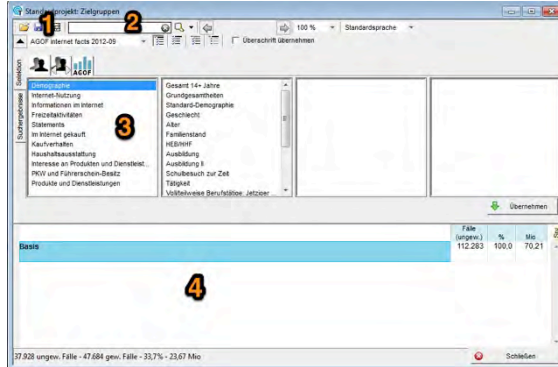 Standardprojekt: Zielgruppen
1 2
100 % Standardsprache
AGOF internet facts 2012-09 Überschrift übernehmen
AGOF
Selektion
Suchergebnisse
Demographie
Internet-Nutzung
Informationen im Internet
Freizeitaktivitäten
Statements
Im Internet gekauft
Kaufverhalten
Haushaltsausstattung
Interesse an Produkten und Dienstleist...
PKW und Führerschein-Besitz
Produkte und Dienstleistungen
3
Gesamt 14+ Jahre
Grundgesamtheiten
Standard-Demographie
Geschlecht
Alter
Familienstand
HEB/HHF
Ausbildung
Ausbildung II
Schulbesuch zur Zeit
Tätigkeit
Voll/teilweise Berufstätige: Jetziger ...
Übernehmen
Fälle
(ungew.) % Mio
Basis 112.283 100,0 70,21
4
37.928 ungew. Fälle - 47.684 gew. Fälle - 33,7% - 23,67 Mio Schließen